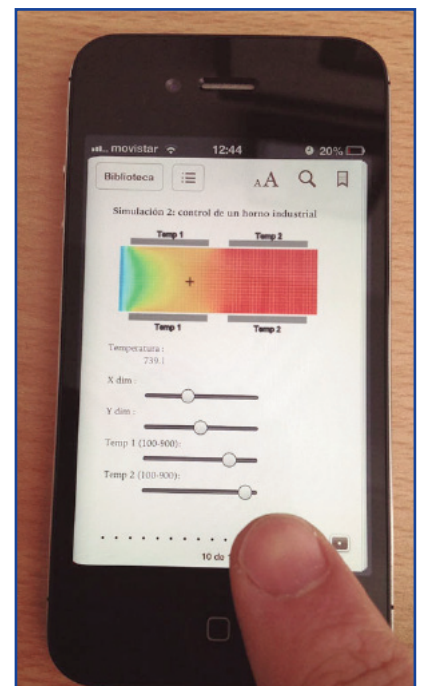 movistar 12:44 20%
Biblioteca AA
Simulación 2: control de un horno industrial
Temp 1 Temp 2
Temp 1 Temp 2
Temperatura :
739.1
X dim :
Y dim :
Temp 1 (100-900):
Temp 2 (100-900):
10 de